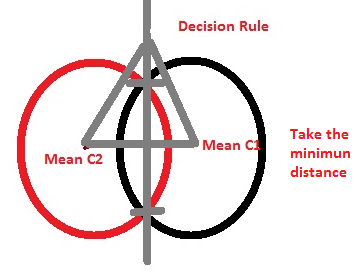 Decision Rule
Mean C1
Mean C2
Take the
minimun
distance